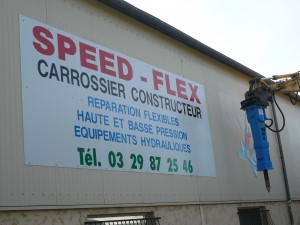 SPEED - FLEX
CARROSSIER CONSTRUCTEUR
REPARATION FLEXIBLES
HAUTE ET BASSE PRESSION
EQUIPEMENTS HYDRAULIQUES
Tél. 03 29 87 25 46